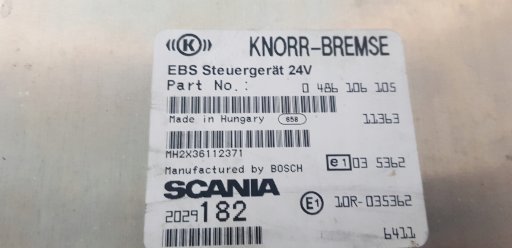 KNORR-BREMSE
EBS Steuergerät 24V
Part No.: 0 486 106 105
Made in Hungary 658 11363
MH2X36112371
e1 03 5362
Manufactured by BOSCH
SCANIA
E1 10R-035362
2029182
6411